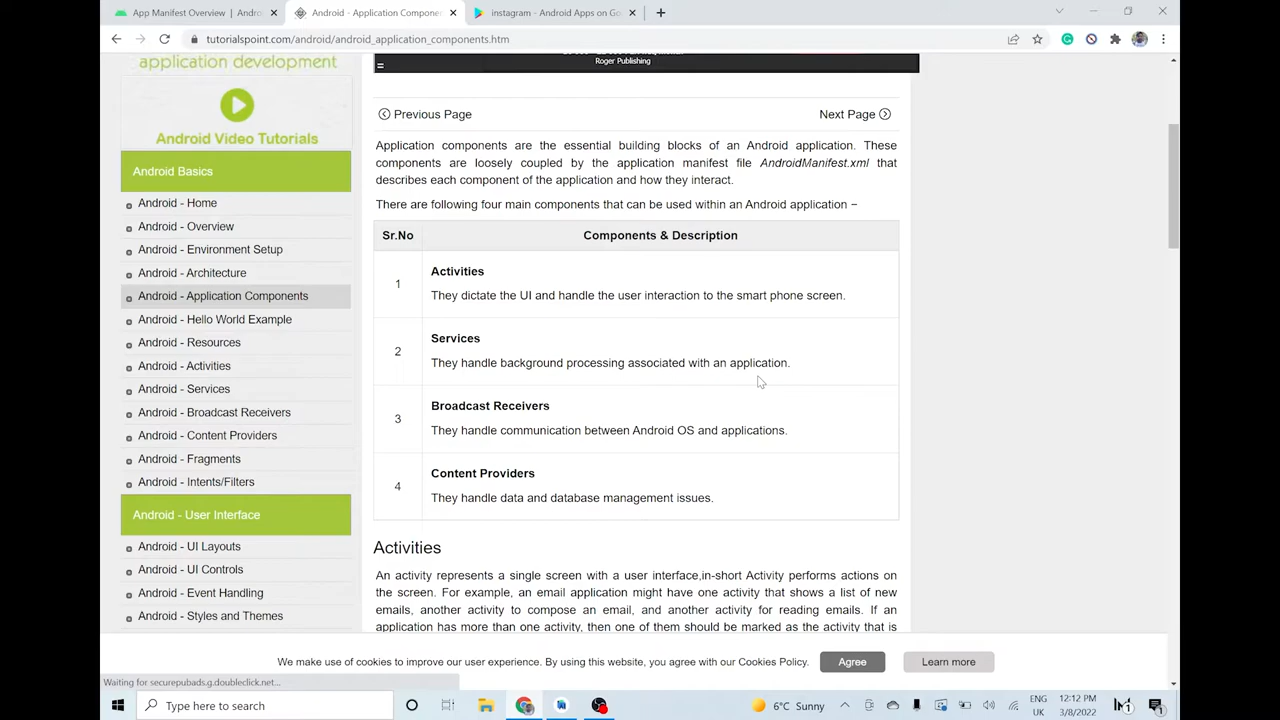 App Manifest Overview | Andro
Android - Application Componen
instagram - Android Apps on Go
tutorialspoint.com/android/android_application_components.htm
application development
Roger Publishing
Previous Page
Next Page
Android Video Tutorials
Application components are the essential building blocks of an Android application. These
components are loosely coupled by the application manifest file AndroidManifest.xml that
describes each component of the application and how they interact.
There are following four main components that can be used within an Android application −
Android Basics
Android - Home
Android - Overview
Android - Environment Setup
Android - Architecture
Android - Application Components
Android - Hello World Example
Android - Resources
Android - Activities
Android - Services
Android - Broadcast Receivers
Android - Content Providers
Android - Fragments
Android - Intents/Filters
Android - User Interface
Android - UI Layouts
Android - UI Controls
Android - Event Handling
Android - Styles and Themes
Sr.No
Components & Description
1
Activities
They dictate the UI and handle the user interaction to the smart phone screen.
2
Services
They handle background processing associated with an application.
3
Broadcast Receivers
They handle communication between Android OS and applications.
4
Content Providers
They handle data and database management issues.
Activities
An activity represents a single screen with a user interface,in-short Activity performs actions on
the screen. For example, an email application might have one activity that shows a list of new
emails, another activity to compose an email, and another activity for reading emails. If an
application has more than one activity, then one of them should be marked as the activity that is
We make use of cookies to improve our user experience. By using this website, you agree with our Cookies Policy.
Agree
Learn more
Waiting for securepubads.g.doubleclick.net...
Type here to search
6°C Sunny
ENG
UK
12:12 PM
3/8/2022